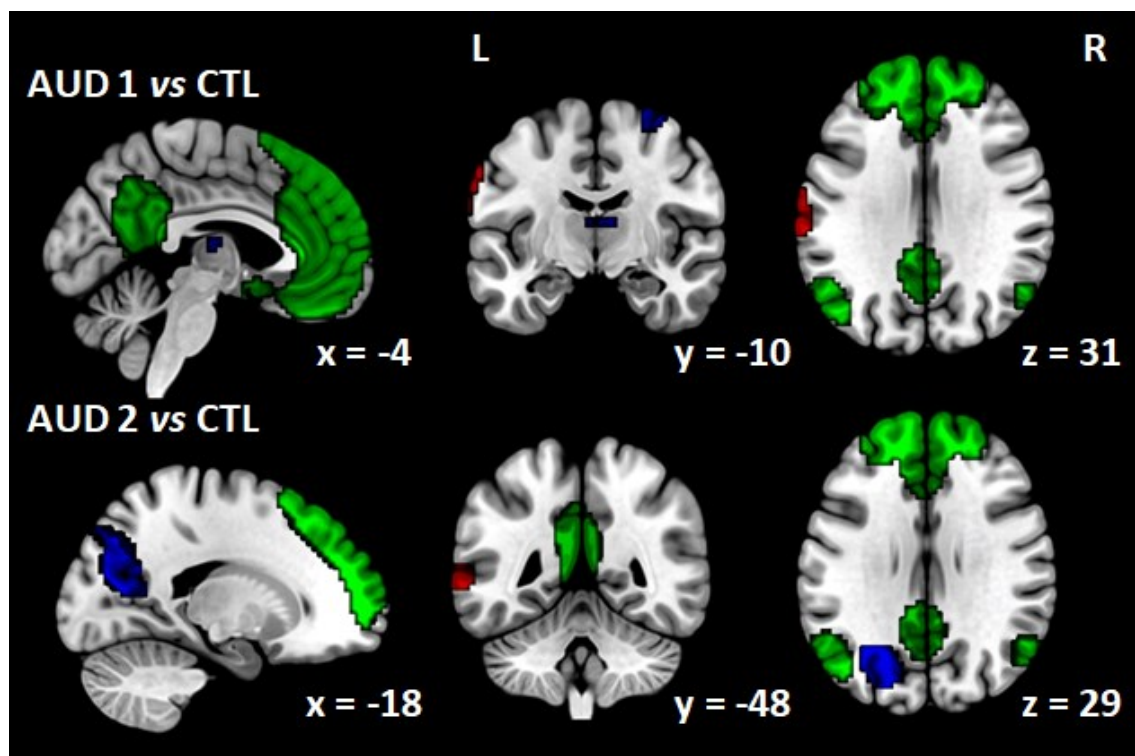 L R
AUD 1 vs CTL
x = -4 y = -10 z = 31
AUD 2 vs CTL
x = -18 y = -48 z = 29